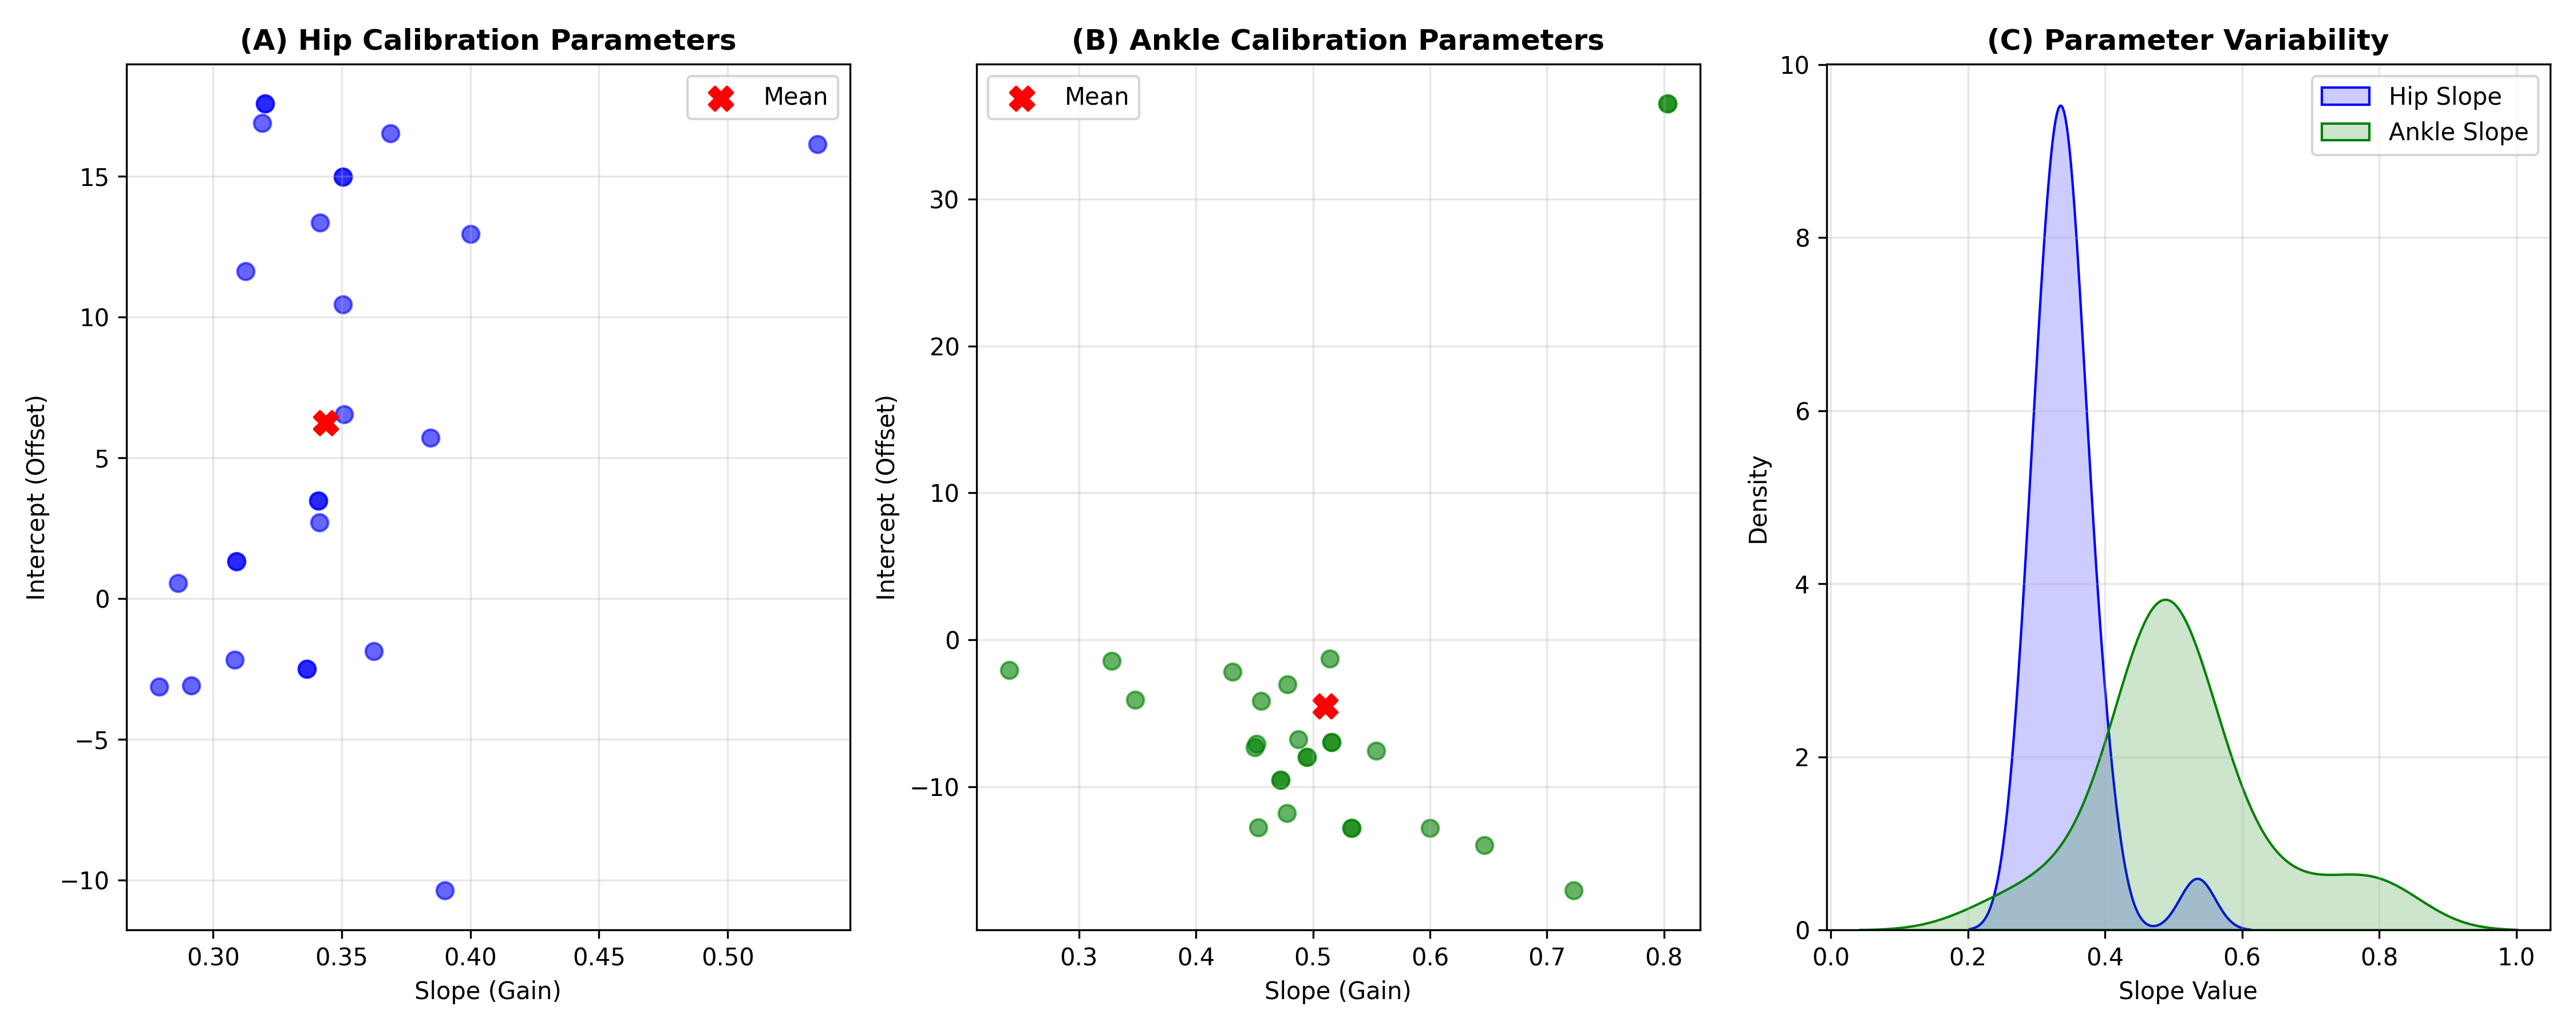 (A) Hip Calibration Parameters
Mean
15
10
5
0
−5
−10
Intercept (Offset)
0.30 0.35 0.40 0.45 0.50
Slope (Gain)
(B) Ankle Calibration Parameters
Mean
30
20
10
0
−10
Intercept (Offset)
0.3 0.4 0.5 0.6 0.7 0.8
Slope (Gain)
(C) Parameter Variability
Hip Slope
Ankle Slope
10
8
6
4
2
0
Density
0.0 0.2 0.4 0.6 0.8 1.0
Slope Value